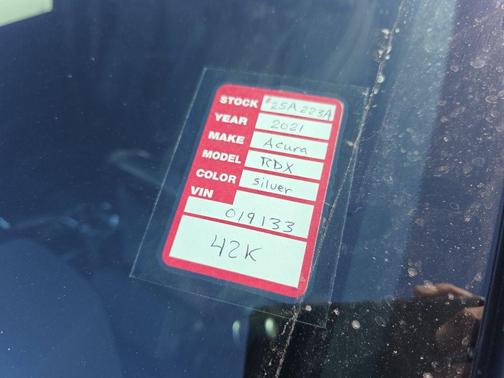 STOCK #25A223A
YEAR 2021
MAKE Acura
MODEL RDX
COLOR Silver
VIN
019133
42K